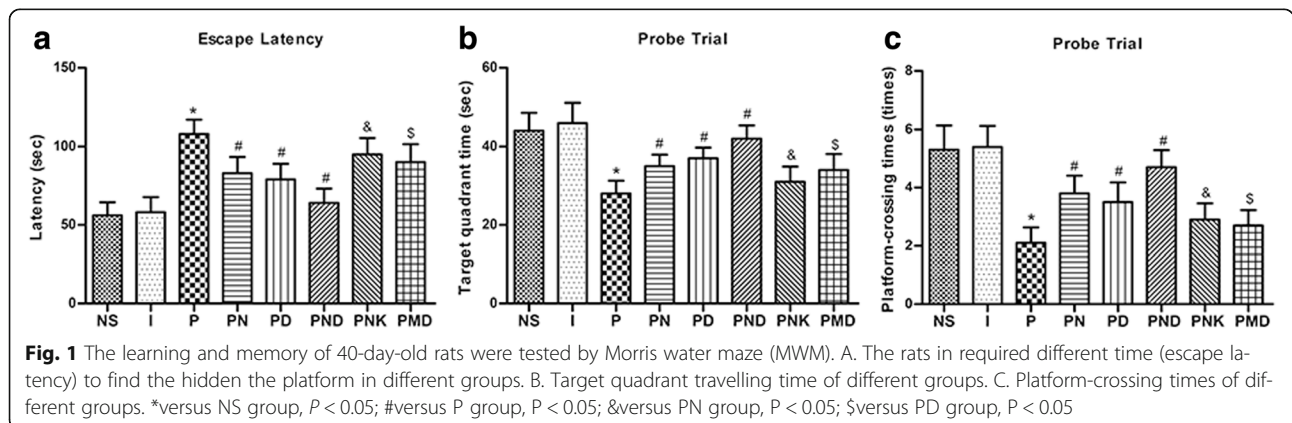 a Escape Latency
Latency (sec)
150
100
50
0
* # # # & $
NS I P PN PD PND PNK PMD
b Probe Trial
Target quadrant time (sec)
60
40
20
0
* # # # & $
NS I P PN PD PND PNK PMD
c Probe Trial
Platform-crossing times (times)
8
6
4
2
0
* # # # & $
NS I P PN PD PND PNK PMD
Fig. 1 The learning and memory of 40-day-old rats were tested by Morris water maze (MWM). A. The rats in required different time (escape la-
tency) to find the hidden the platform in different groups. B. Target quadrant travelling time of different groups. C. Platform-crossing times of dif-
ferent groups. *versus NS group, P < 0.05; #versus P group, P < 0.05; &versus PN group, P < 0.05; $versus PD group, P < 0.05